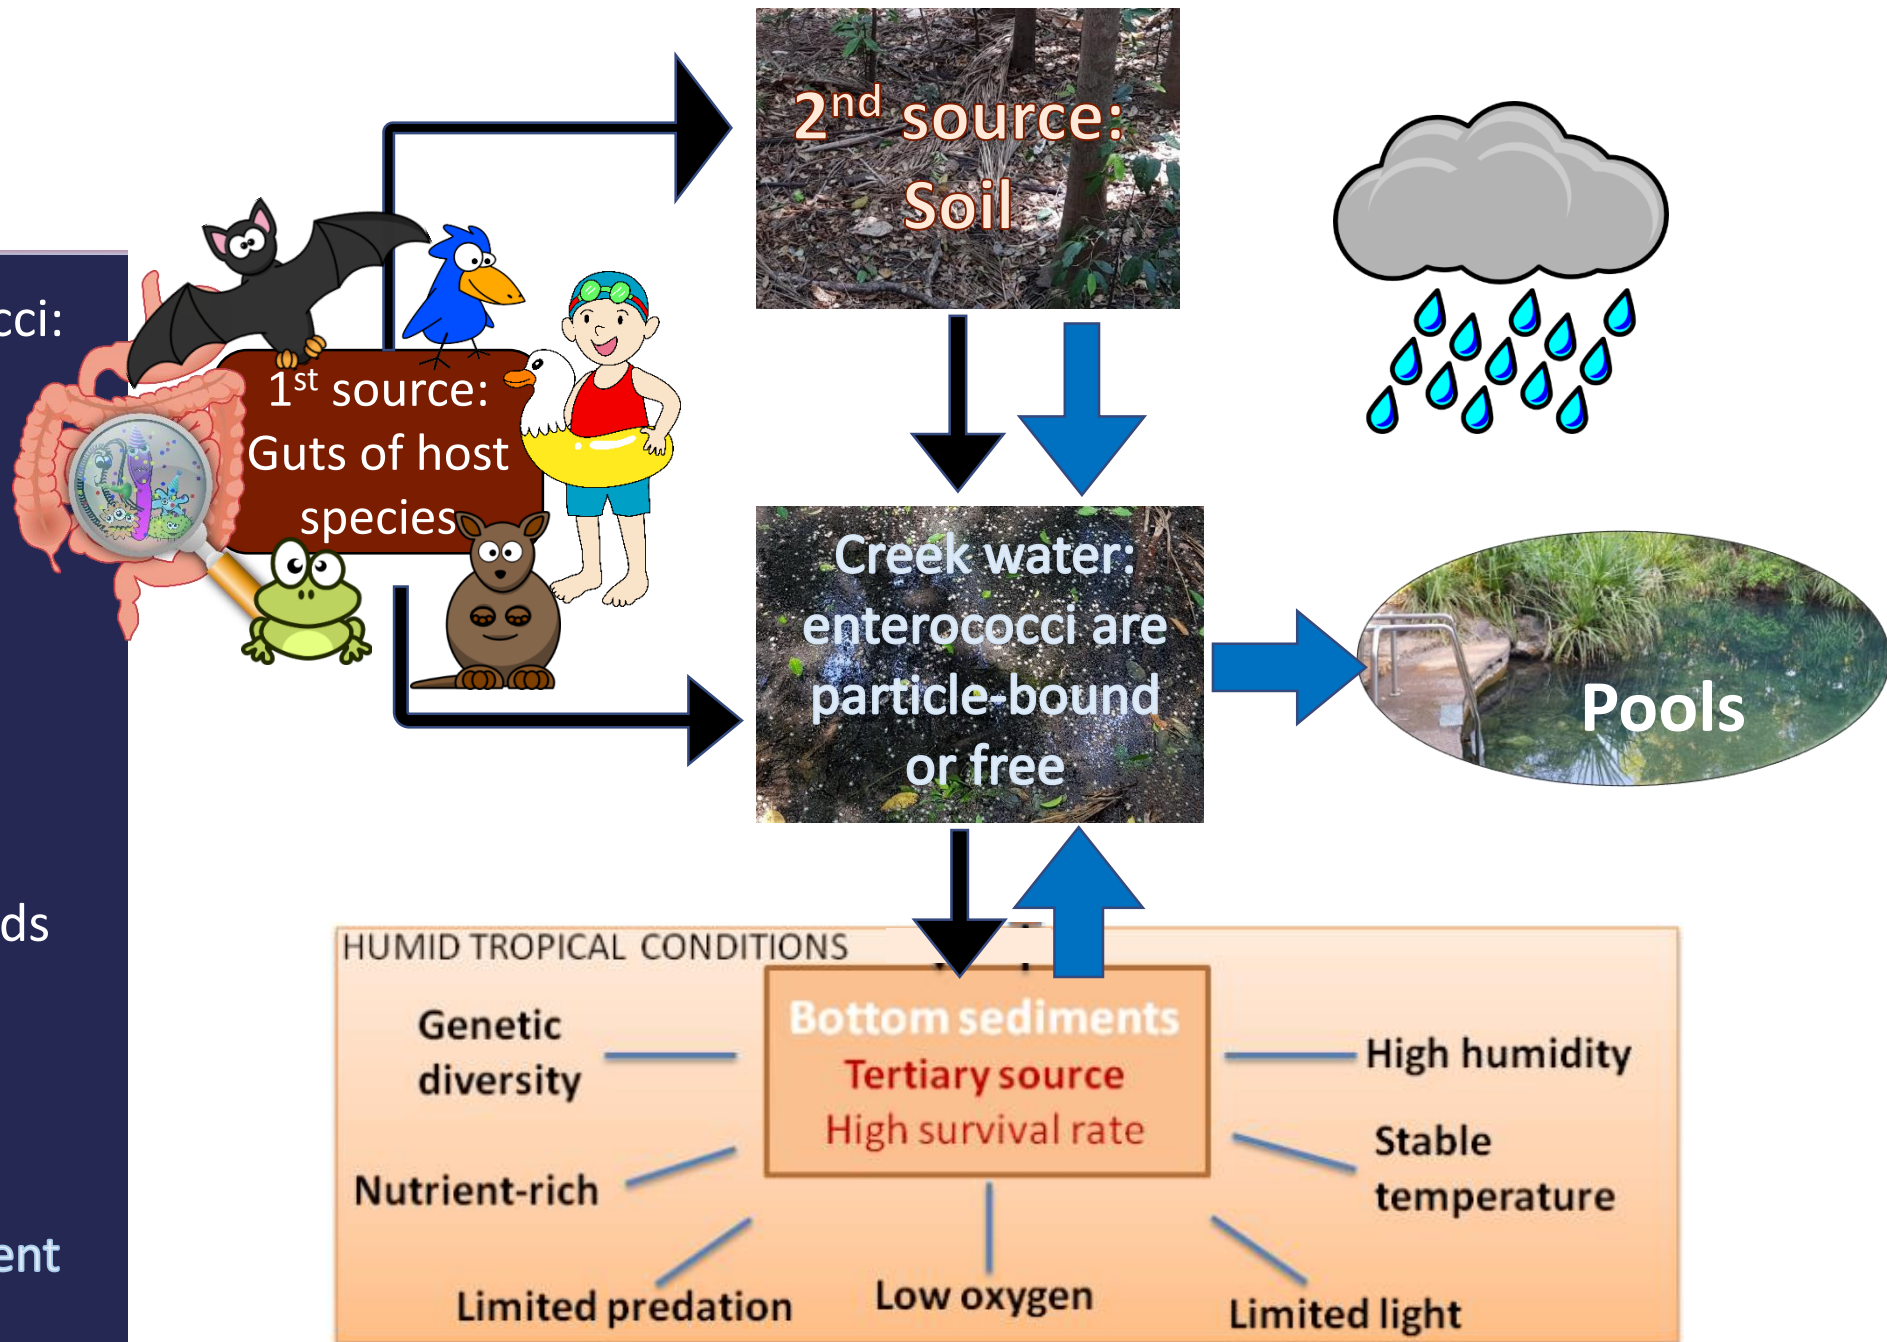 cci:
ds
ent
2nd source:
Soil
1st source:
Guts of host
species
Creek water:
enterococci are
particle-bound
or free
Pools
HUMID TROPICAL CONDITIONS
Bottom sediments
Tertiary source
High survival rate
Genetic
diversity
Nutrient-rich
Limited predation
Low oxygen
Limited light
Stable
temperature
High humidity